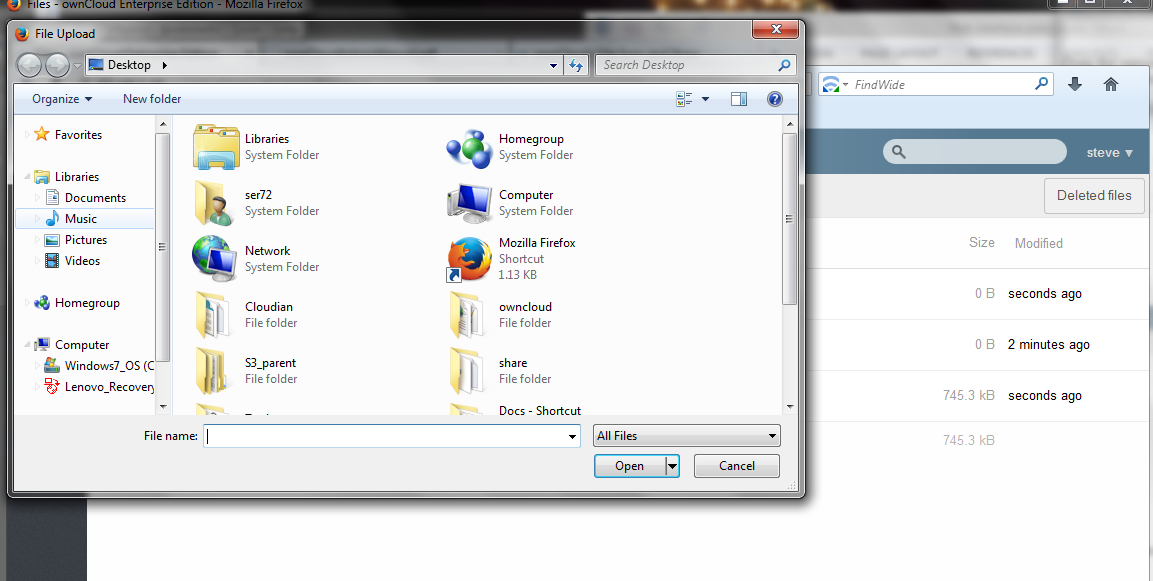 Files - ownCloud Enterprise Edition - Mozilla Firefox
File Upload
Desktop
Search Desktop
Organize
New folder
Favorites
Libraries
Documents
Music
Pictures
Videos
Homegroup
Computer
Windows7_OS (C
Lenovo_Recovery
Libraries
System Folder
Homegroup
System Folder
ser72
System Folder
Computer
System Folder
Network
System Folder
Mozilla Firefox
Shortcut
1.13 KB
Cloudian
File folder
owncloud
File folder
S3_parent
File folder
share
File folder
Docs - Shortcut
File name:
All Files
Open
Cancel
FindWide
steve
Deleted files
Size Modified
0 B seconds ago
0 B 2 minutes ago
745.3 kB seconds ago
745.3 kB